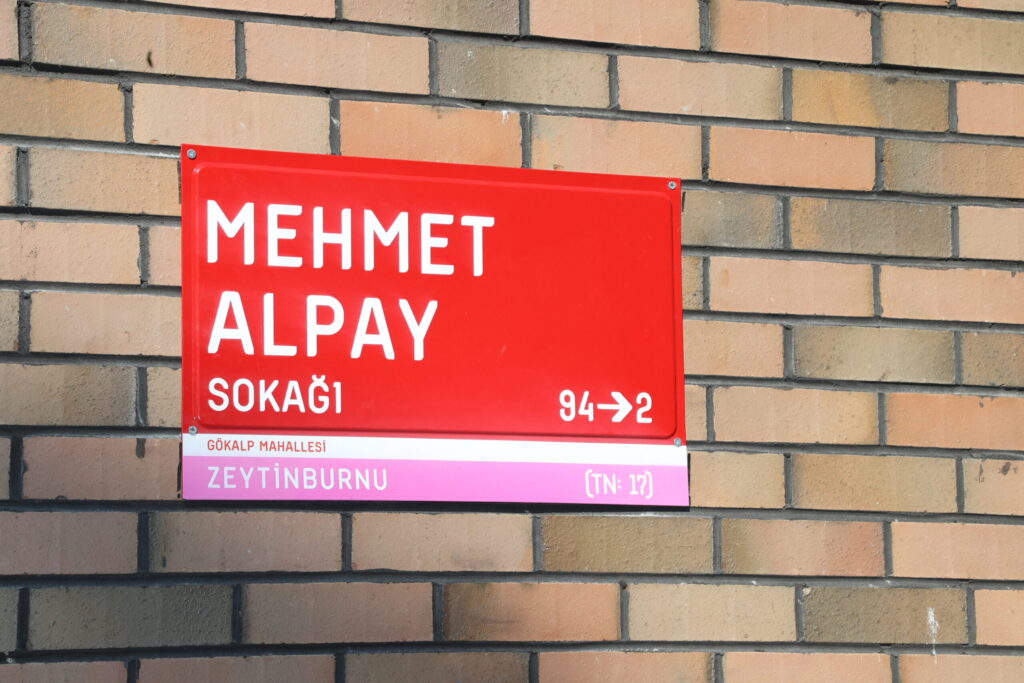 MEHMET
ALPAY
SOKAĞI 94→2
GÖKALP MAHALLESİ
ZEYTİNBURNU (TN: 17)